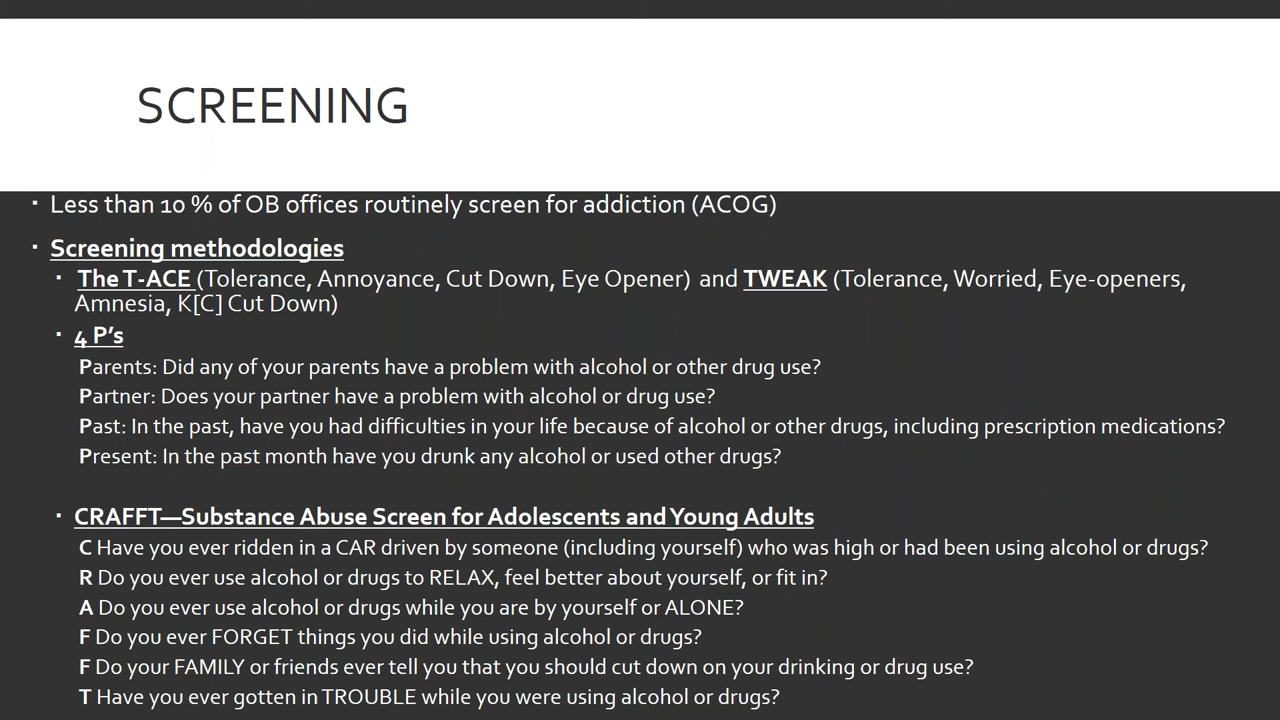 SCREENING
▪ Less than 10 % of OB offices routinely screen for addiction (ACOG)
▪ Screening methodologies
▪ The T-ACE (Tolerance, Annoyance, Cut Down, Eye Opener) and TWEAK (Tolerance, Worried, Eye-openers,
Amnesia, K[C] Cut Down)
▪ 4 P’s
Parents: Did any of your parents have a problem with alcohol or other drug use?
Partner: Does your partner have a problem with alcohol or drug use?
Past: In the past, have you had difficulties in your life because of alcohol or other drugs, including prescription medications?
Present: In the past month have you drunk any alcohol or used other drugs?
▪ CRAFFT—Substance Abuse Screen for Adolescents and Young Adults
C Have you ever ridden in a CAR driven by someone (including yourself) who was high or had been using alcohol or drugs?
R Do you ever use alcohol or drugs to RELAX, feel better about yourself, or fit in?
A Do you ever use alcohol or drugs while you are by yourself or ALONE?
F Do you ever FORGET things you did while using alcohol or drugs?
F Do your FAMILY or friends ever tell you that you should cut down on your drinking or drug use?
T Have you ever gotten in TROUBLE while you were using alcohol or drugs?